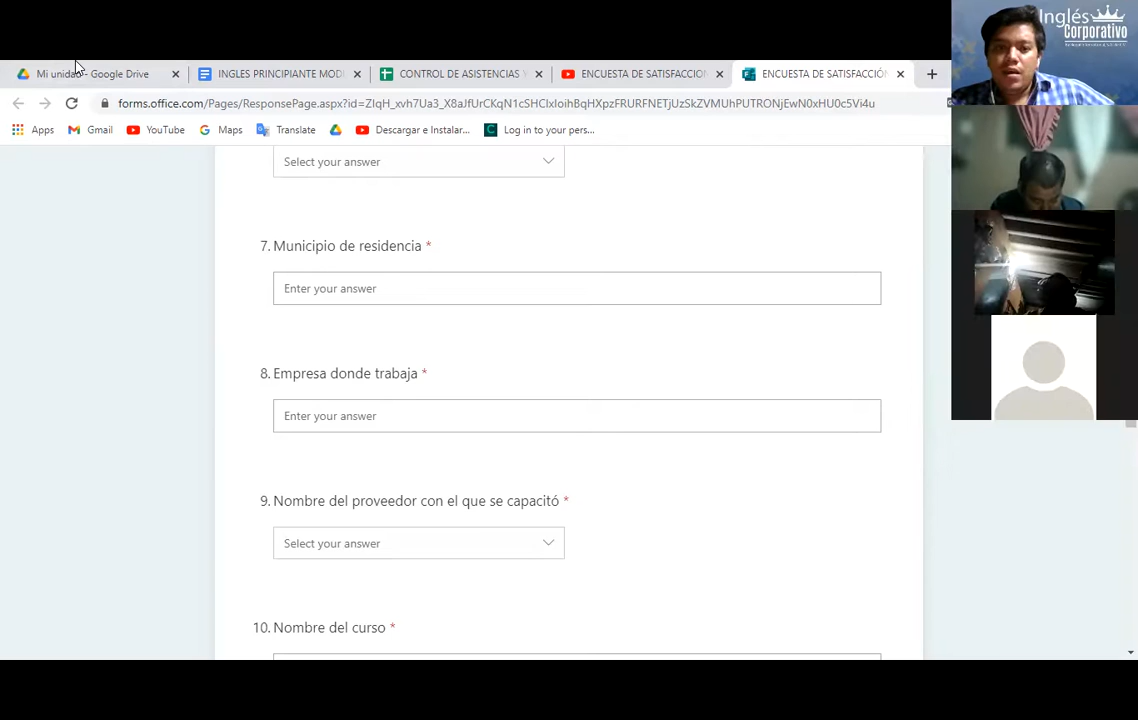 Inglés
Corporativo
Mi unidad - Google Drive
INGLES PRINCIPIANTE MODI
CONTROL DE ASISTENCIAS Y
ENCUESTA DE SATISFACCION
ENCUESTA DE SATISFACCIÓN
forms.office.com/Pages/ResponsePage.aspx?id=ZIqH_xvh7Ua3_X8aJfUrCKqN1cSHCIxIoihBqHXpzFRURFNETjUzSkZVMUhPUTRONjEwN0xHU0c5Vi4u
Apps
Gmail
YouTube
Maps
Translate
Descargar e Instalar...
Log in to your pers...
Select your answer
7. Municipio de residencia *
Enter your answer
8. Empresa donde trabaja *
Enter your answer
9. Nombre del proveedor con el que se capacitó *
Select your answer
10. Nombre del curso *